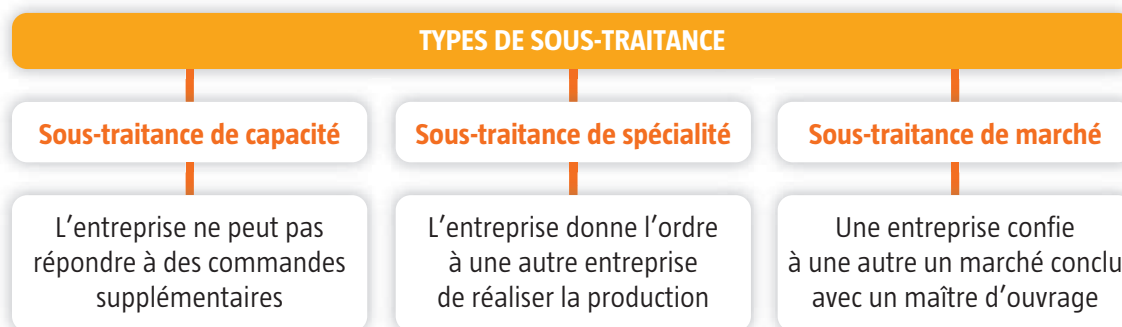 TYPES DE SOUS-TRAITANCE
Sous-traitance de capacité
L'entreprise ne peut pas
répondre à des commandes
supplémentaires
Sous-traitance de spécialité
L'entreprise donne l'ordre
à une autre entreprise
de réaliser la production
Sous-traitance de marché
Une entreprise confie
à une autre un marché conclu
avec un maître d'ouvrage